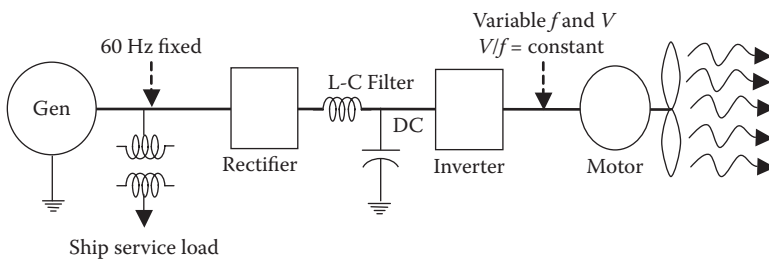 60 Hz fixed
Variable f and V
V/f = constant
Gen
L-C Filter
DC
Rectifier
Inverter
Motor
Ship service load